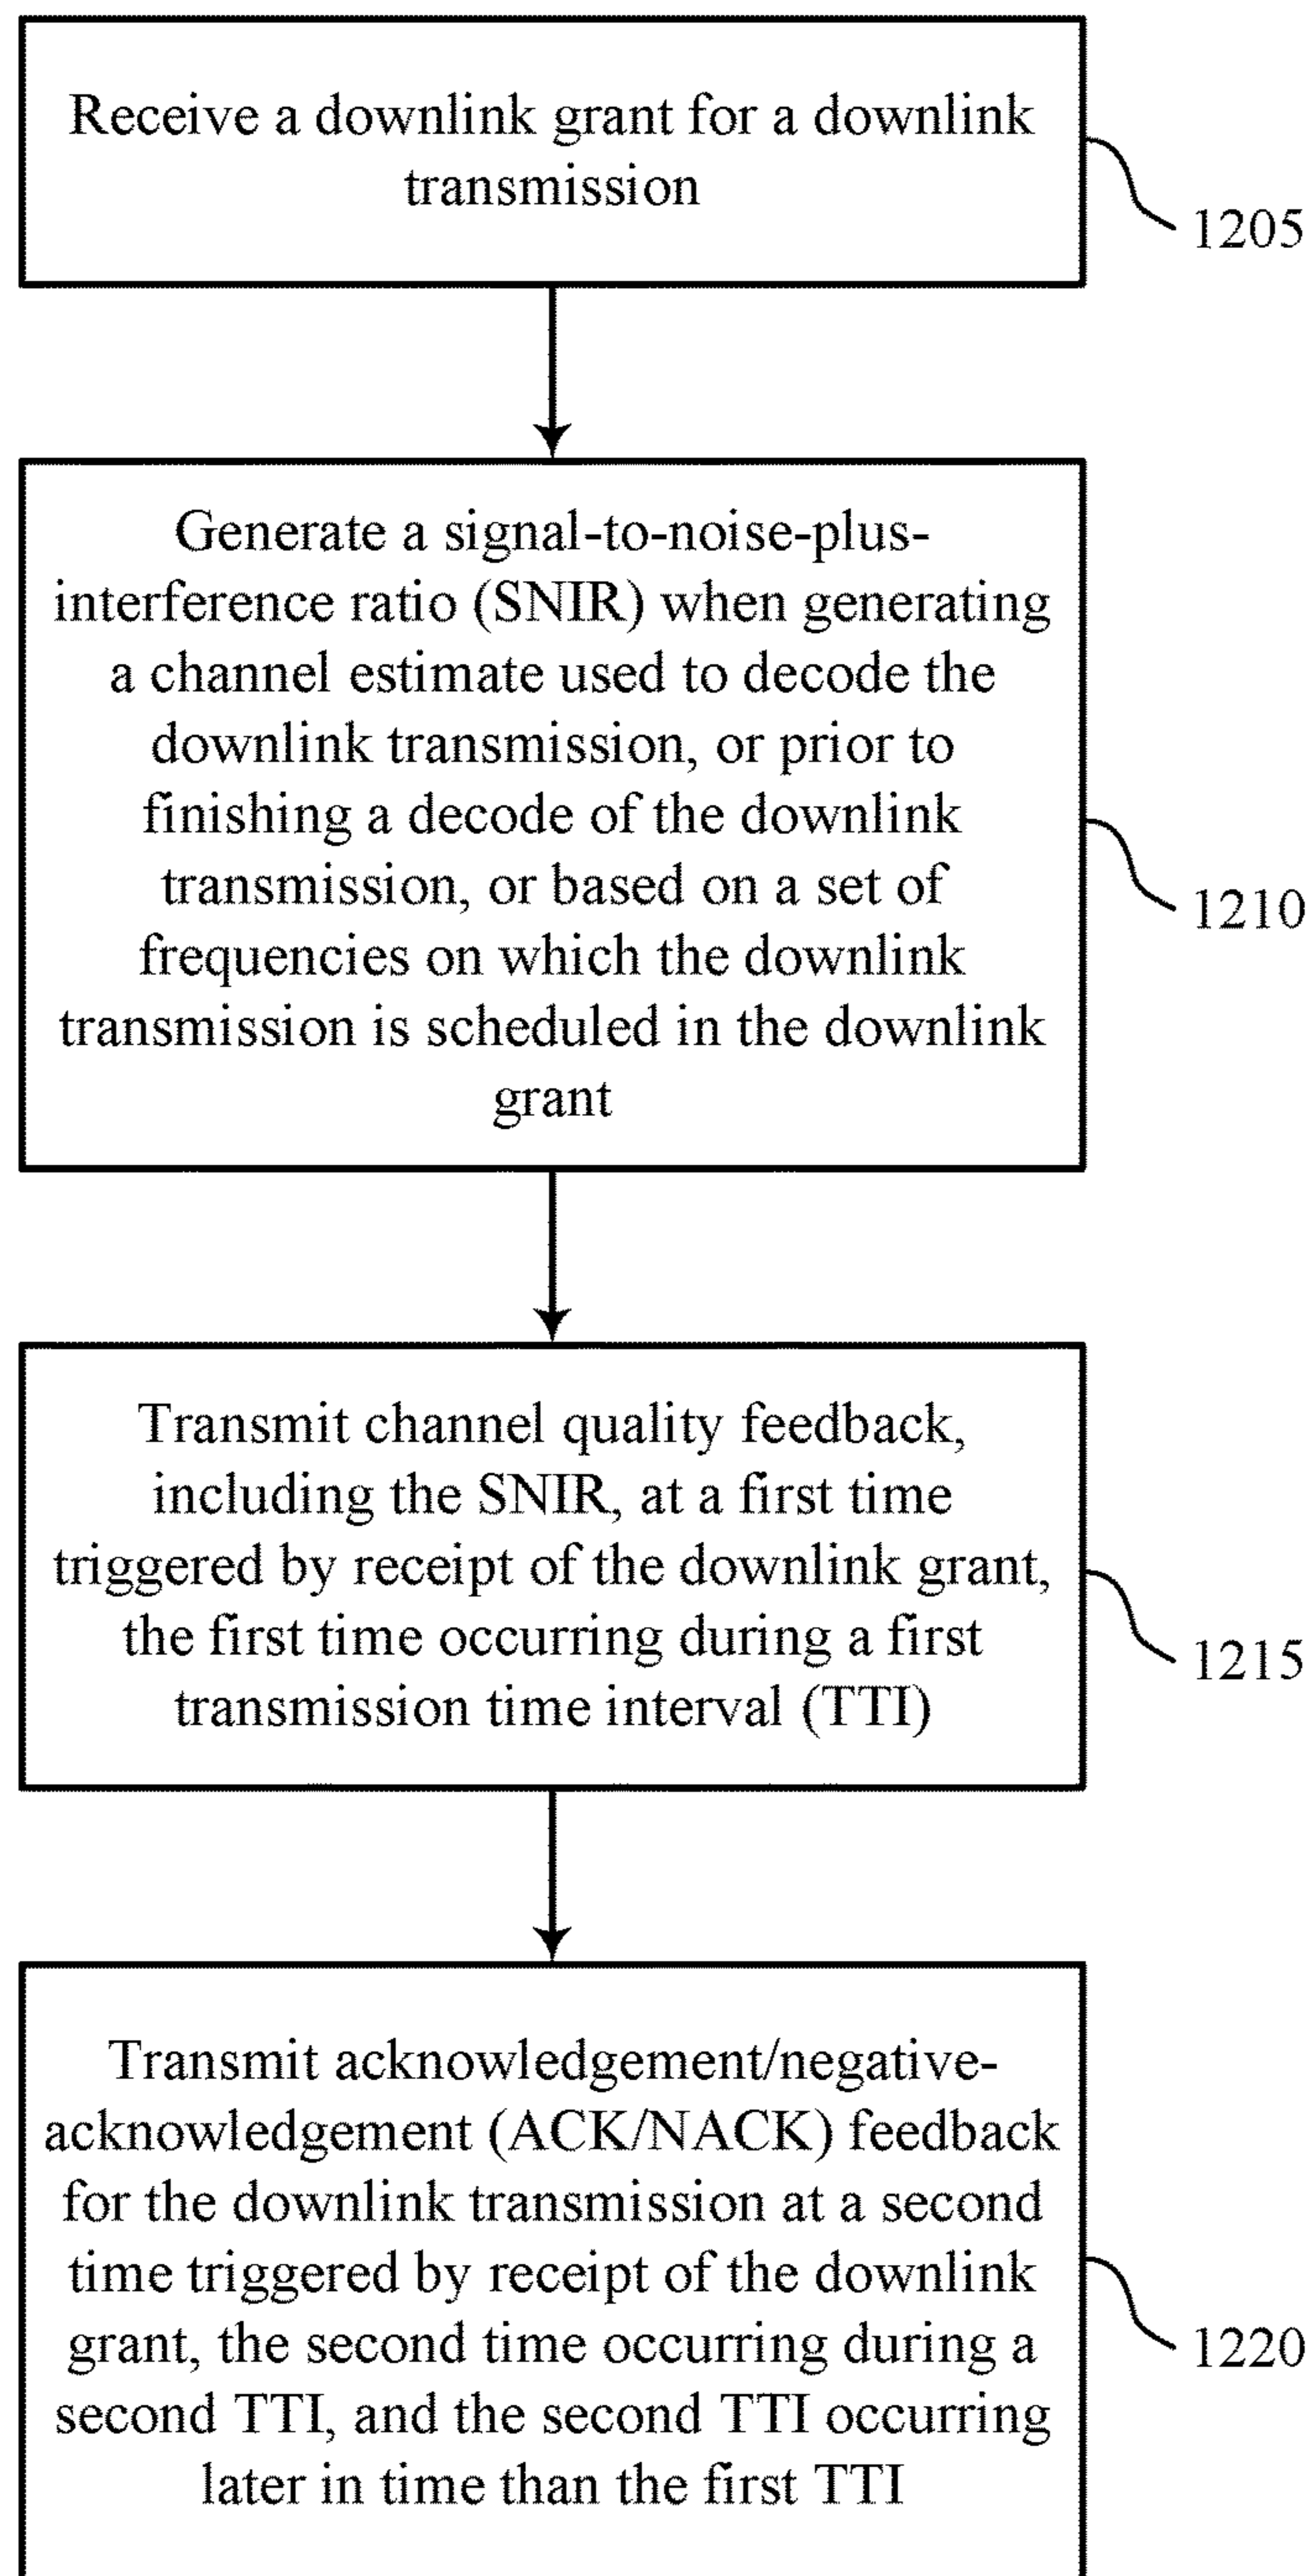 Receive a downlink grant for a downlink
transmission
1205
Generate a signal-to-noise-plus-
interference ratio (SNIR) when generating
a channel estimate used to decode the
downlink transmission, or prior to
finishing a decode of the downlink
transmission, or based on a set of
frequencies on which the downlink
transmission is scheduled in the downlink
grant
1210
Transmit channel quality feedback,
including the SNIR, at a first time
triggered by receipt of the downlink grant,
the first time occurring during a first
transmission time interval (TTI)
1215
Transmit acknowledgement/negative-
acknowledgement (ACK/NACK) feedback
for the downlink transmission at a second
time triggered by receipt of the downlink
grant, the second time occurring during a
second TTI, and the second TTI occurring
later in time than the first TTI
1220